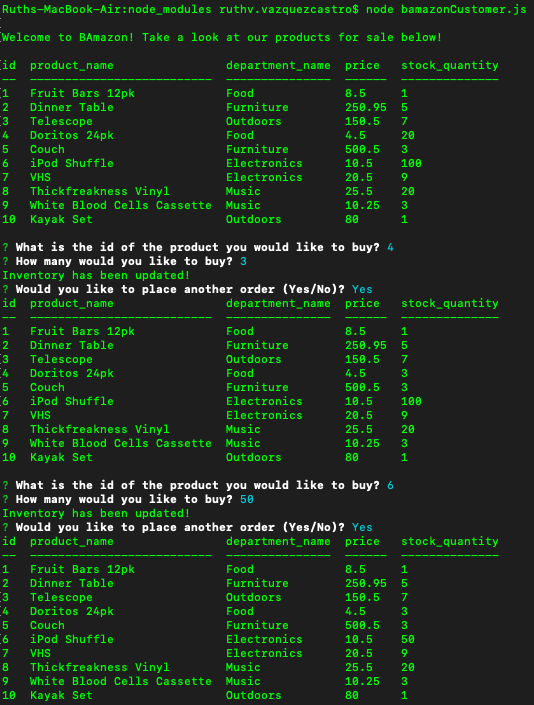 Ruths-MacBook-Air:node_modules ruthv.vazquezcastro$ node bamazonCustomer.js
Welcome to BAmazon! Take a look at our products for sale below!
id  product_name                department_name  price   stock_quantity
--  --------------------------  ---------------  ------  --------------
1   Fruit Bars 12pk             Food             8.5     1
2   Dinner Table                Furniture        250.95  5
3   Telescope                   Outdoors         150.5   7
4   Doritos 24pk                Food             4.5     20
5   Couch                       Furniture        500.5   3
6   iPod Shuffle                Electronics      10.5    100
7   VHS                         Electronics      20.5    9
8   Thickfreakness Vinyl        Music            25.5    20
9   White Blood Cells Cassette  Music            10.25   3
10  Kayak Set                   Outdoors         80      1
? What is the id of the product you would like to buy? 4
? How many would you like to buy? 3
Inventory has been updated!
? Would you like to place another order (Yes/No)? Yes
id  product_name                department_name  price   stock_quantity
--  --------------------------  ---------------  ------  --------------
1   Fruit Bars 12pk             Food             8.5     1
2   Dinner Table                Furniture        250.95  5
3   Telescope                   Outdoors         150.5   7
4   Doritos 24pk                Food             4.5     3
5   Couch                       Furniture        500.5   3
6   iPod Shuffle                Electronics      10.5    100
7   VHS                         Electronics      20.5    9
8   Thickfreakness Vinyl        Music            25.5    20
9   White Blood Cells Cassette  Music            10.25   3
10  Kayak Set                   Outdoors         80      1
? What is the id of the product you would like to buy? 6
? How many would you like to buy? 50
Inventory has been updated!
? Would you like to place another order (Yes/No)? Yes
id  product_name                department_name  price   stock_quantity
--  --------------------------  ---------------  ------  --------------
1   Fruit Bars 12pk             Food             8.5     1
2   Dinner Table                Furniture        250.95  5
3   Telescope                   Outdoors         150.5   7
4   Doritos 24pk                Food             4.5     3
5   Couch                       Furniture        500.5   3
6   iPod Shuffle                Electronics      10.5    50
7   VHS                         Electronics      20.5    9
8   Thickfreakness Vinyl        Music            25.5    20
9   White Blood Cells Cassette  Music            10.25   3
10  Kayak Set                   Outdoors         80      1